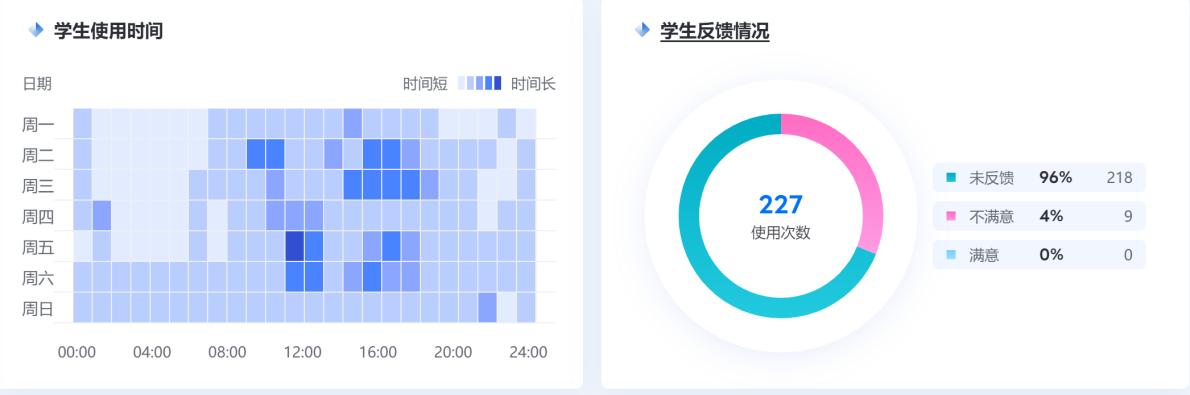 学生使用时间
日期
时间短 时间长
周一
周二
周三
周四
周五
周六
周日
00:00 04:00 08:00 12:00 16:00 20:00 24:00
学生反馈情况
227
使用次数
未反馈 96% 218
不满意 4% 9
满意 0% 0